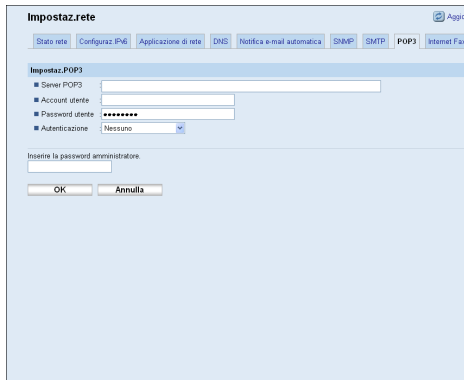 Impostaz.rete
Aggio
Stato rete Configuraz.IPv6 Applicazione di rete DNS Notifica e-mail automatica SNMP SMTP POP3 Internet Fax
Impostaz.POP3
Server POP3 :
Account utente :
Password utente : ●●●●●●●●
Autenticazione : Nessuno
Inserire la password amministratore.
OK Annulla